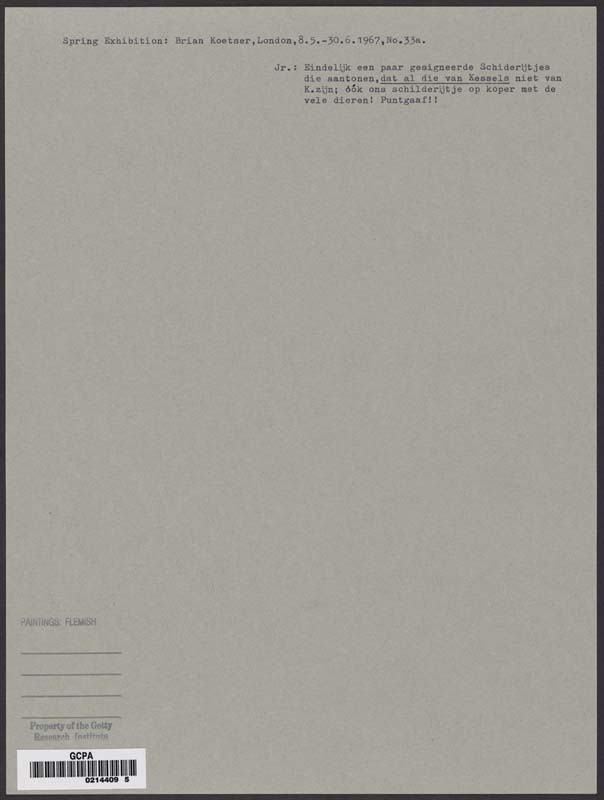 Spring Exhibition: Brian Koetser,London,8.5.-30.6.1967,No.33a.
Jr.: Eindelijk een paar gesigneerde Schiderijtjes
die aantonen,dat al die van Kessels niet van
K.zijn; óók ons schilderijtje op koper met de
vele dieren! Puntgaaf!!
PAINTINGS: FLEMISH
Property of the Getty
Research Institute
GCPA
0214409 5